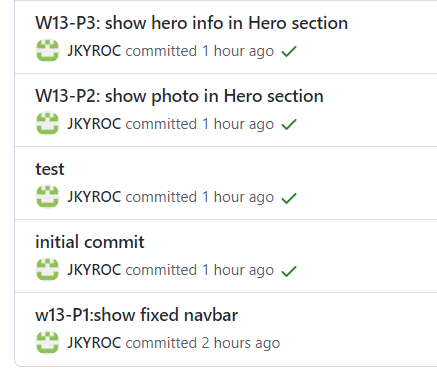 W13-P3: show hero info in Hero section
JKYROC committed 1 hour ago
W13-P2: show photo in Hero section
JKYROC committed 1 hour ago
test
JKYROC committed 1 hour ago
initial commit
JKYROC committed 1 hour ago
w13-P1:show fixed navbar
JKYROC committed 2 hours ago